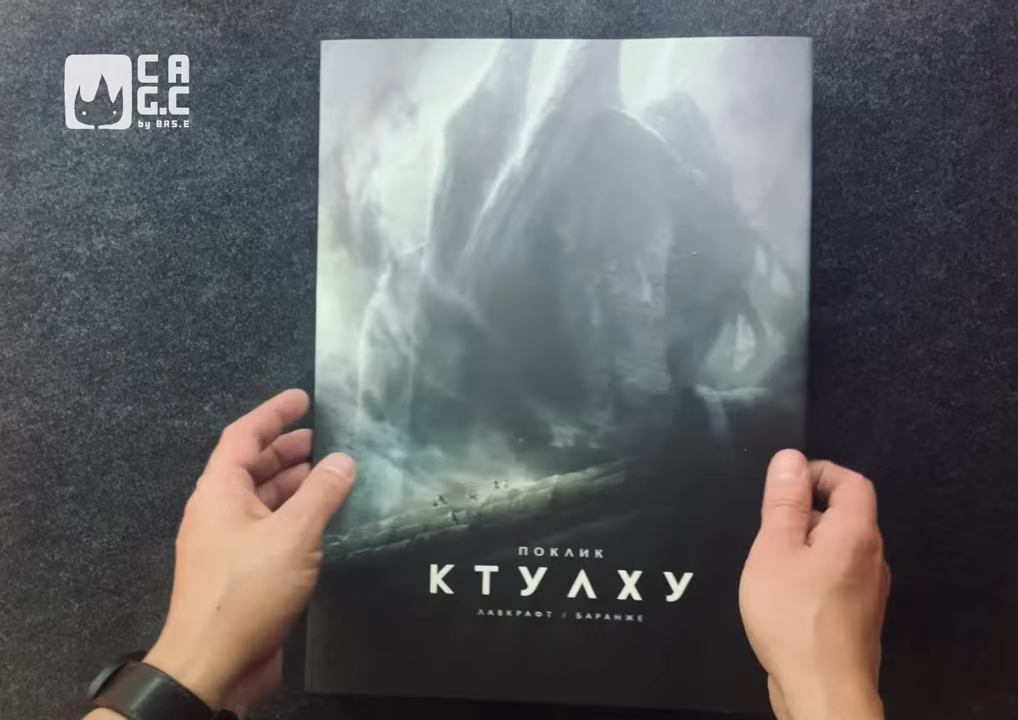 CA
G.C
by BAS.E
ПОКЛИК
КТУЛХУ
ЛАВКРАФТ / БАРАНЖЕ